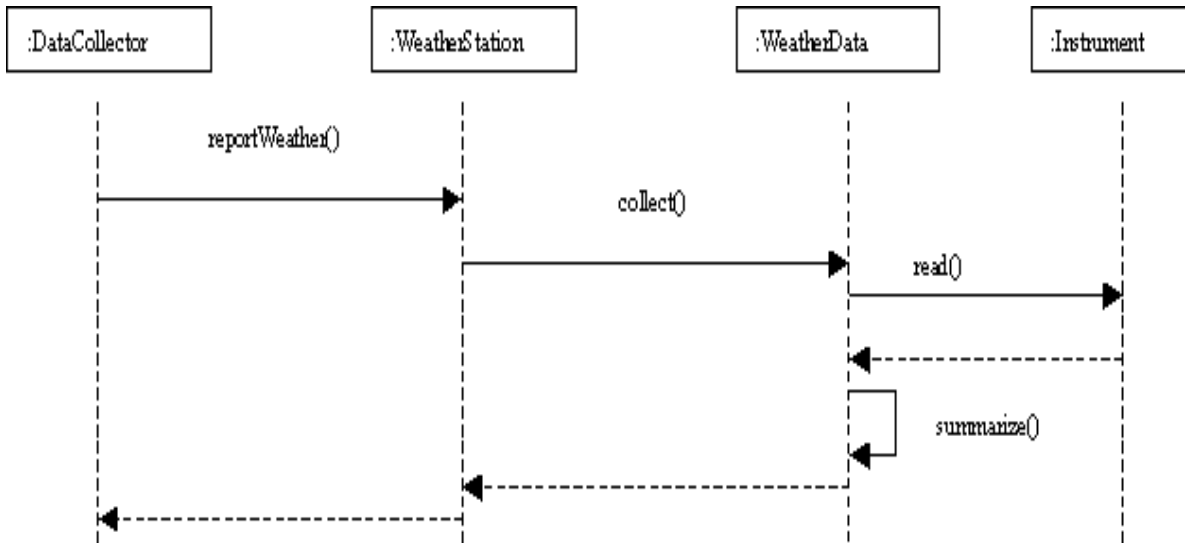 :DataCollector
:WeatherStation
:WeatherData
:Instrument
reportWeather()
collect()
read()
summarize()